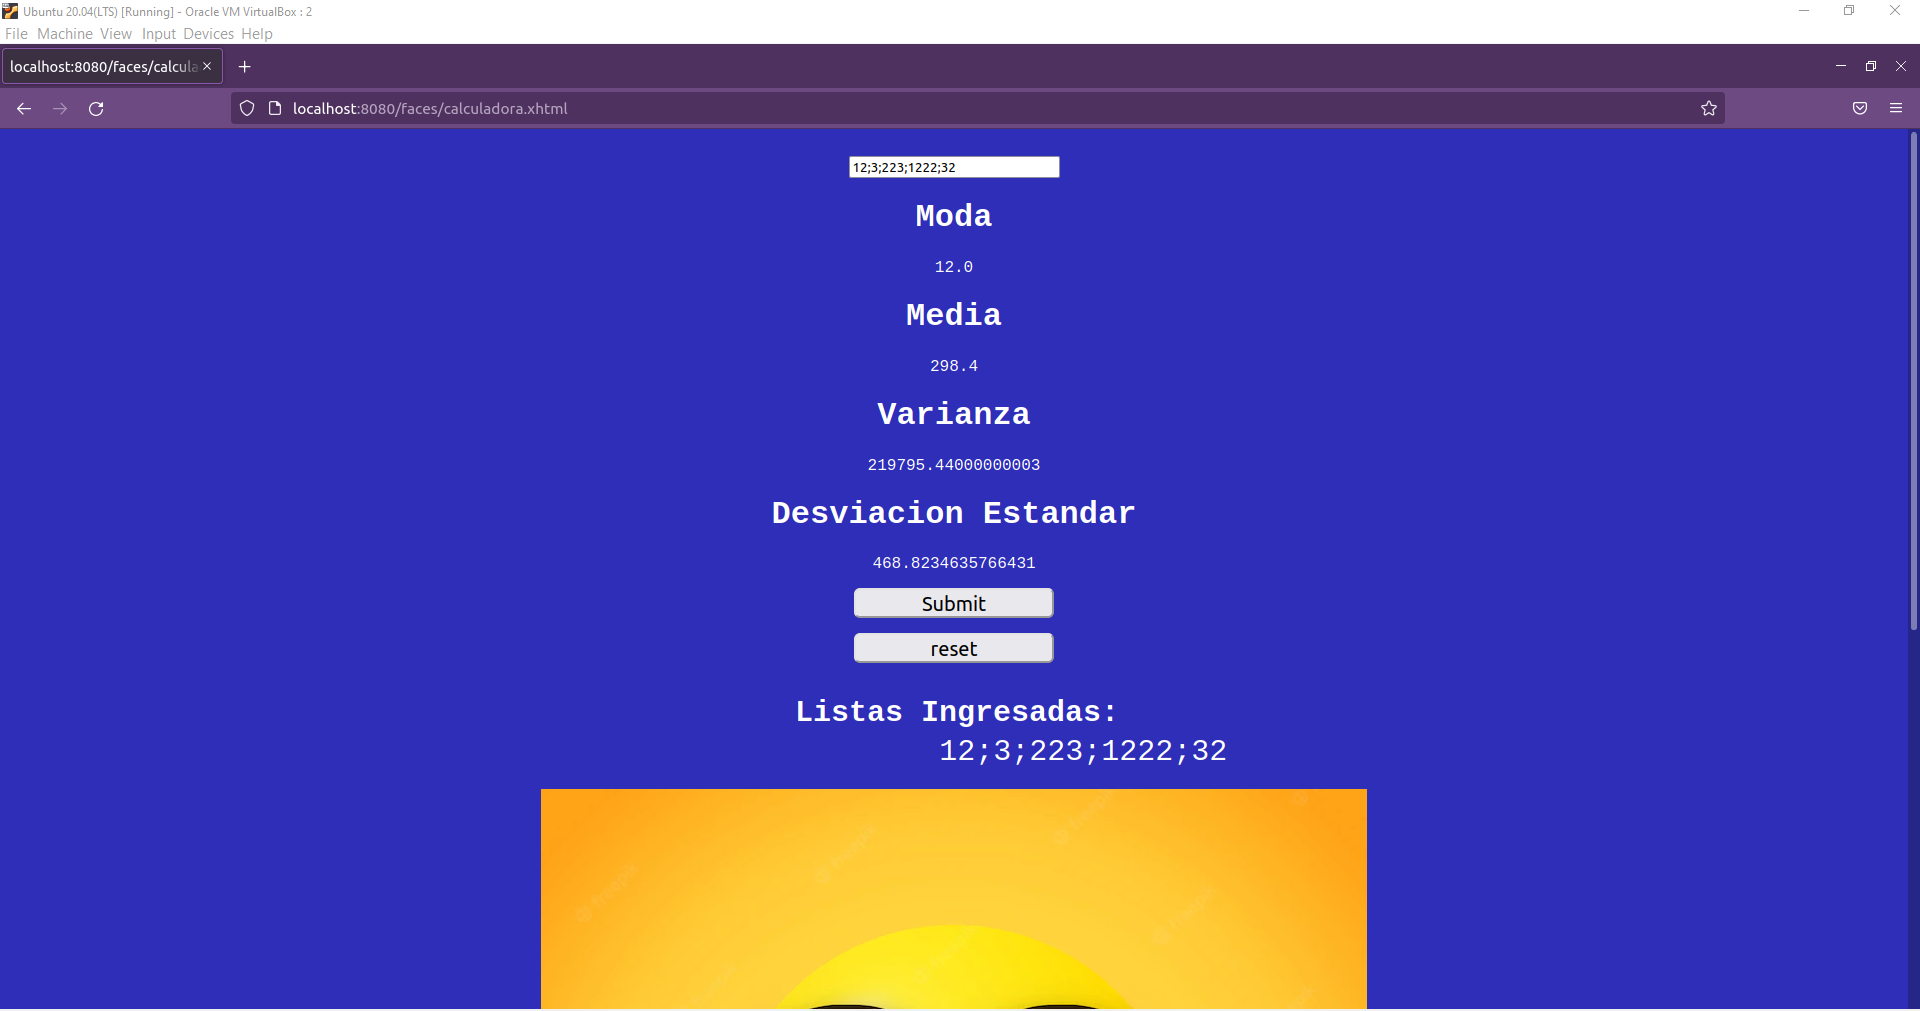 Ubuntu 20.04(LTS) [Running] - Oracle VM VirtualBox : 2
File Machine View Input Devices Help
localhost:8080/faces/calcula
localhost:8080/faces/calculadora.xhtml
12;3;223;1222;32
Moda
12.0
Media
298.4
Varianza
219795.44000000003
Desviacion Estandar
468.8234635766431
Submit
reset
Listas Ingresadas:
12;3;223;1222;32